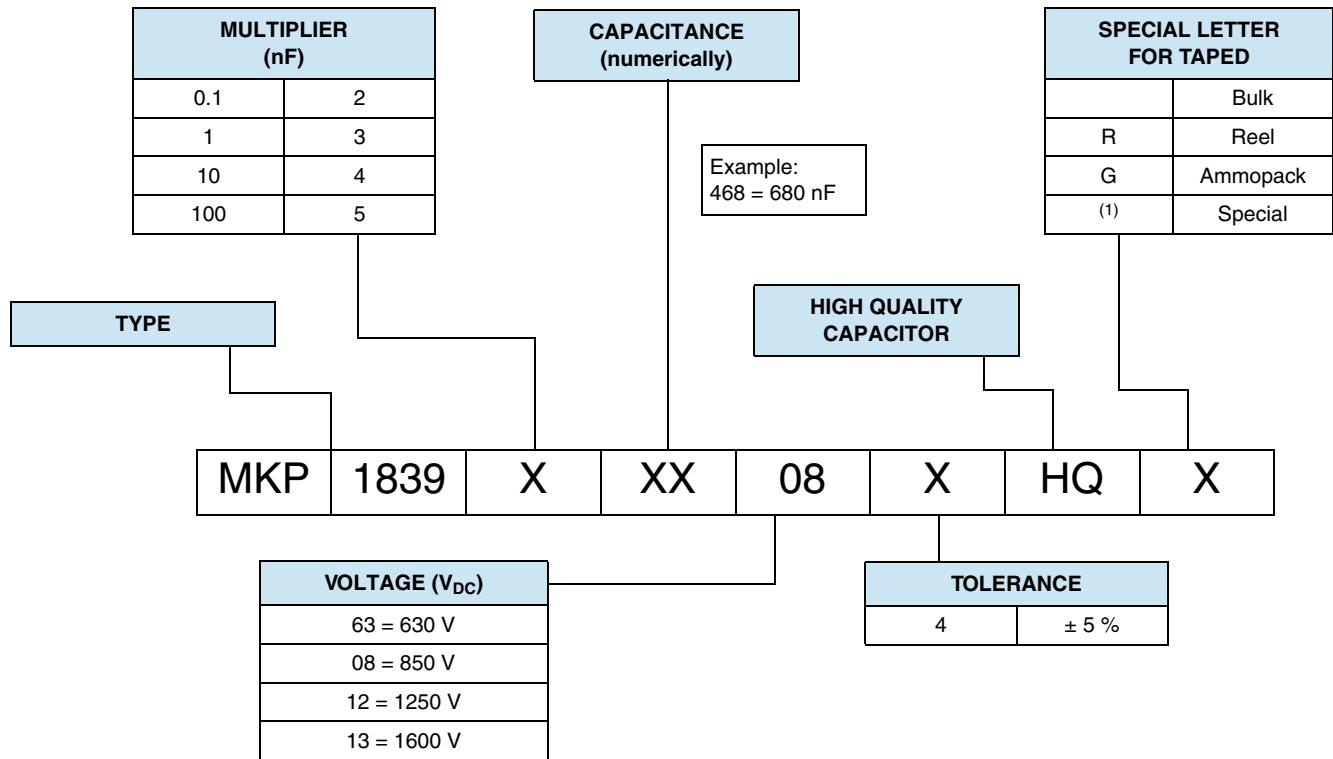 MULTIPLIER
(nF)
0.1 2
1 3
10 4
100 5
CAPACITANCE
(numerically)
Example:
468 = 680 nF
SPECIAL LETTER
FOR TAPED
Bulk
R Reel
G Ammopack
(1) Special
TYPE
HIGH QUALITY
CAPACITOR
MKP 1839 X XX 08 X HQ X
VOLTAGE (VDC)
63 = 630 V
08 = 850 V
12 = 1250 V
13 = 1600 V
TOLERANCE
4 ± 5 %